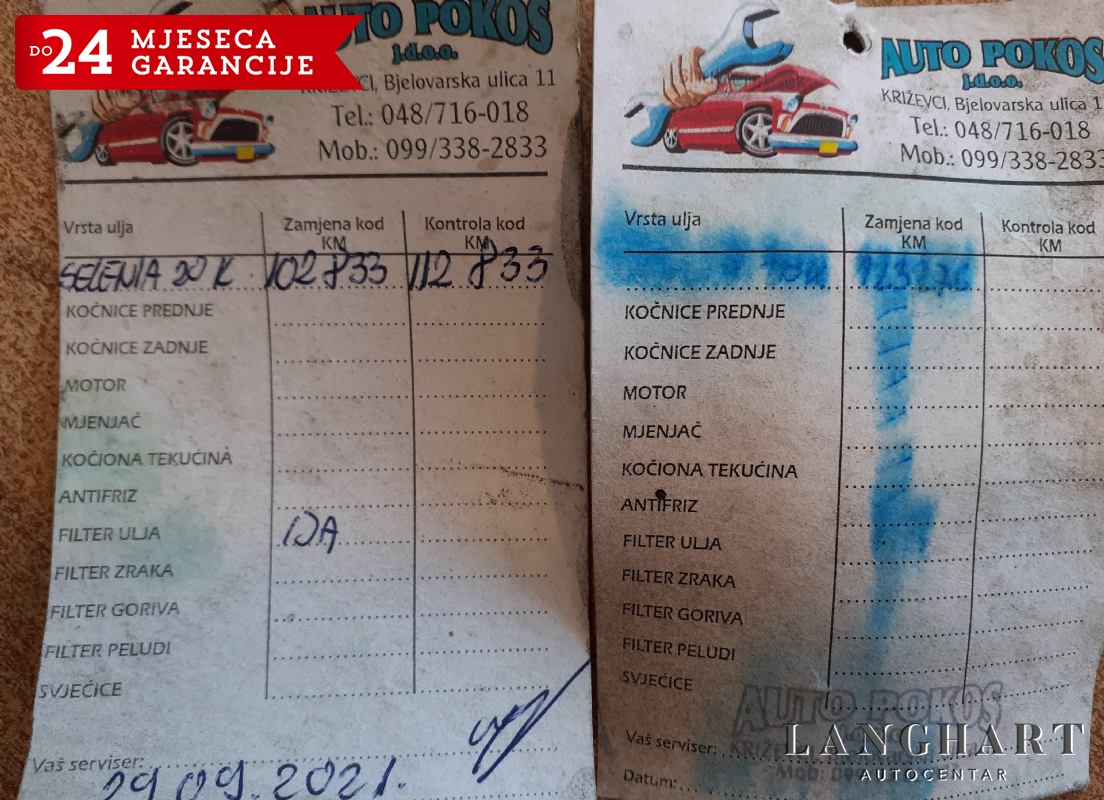 DO 24 MJESECA
GARANCIJE
AUTO POKOS
j.d.o.o.
KRIŽEVCI, Bjelovarska ulica 11
Tel.: 048/716-018
Mob.: 099/338-2833
Vrsta ulja
Zamjena kod KM
Kontrola kod KM
SELENIA 20 K 102 833 112 833
KOČNICE PREDNJE
KOČNICE ZADNJE
MOTOR
MJENJAČ
KOČIONA TEKUĆINA
ANTIFRIZ
FILTER ULJA DA
FILTER ZRAKA
FILTER GORIVA
FILTER PELUDI
SVJEĆICE
Vaš serviser:
29.09.2021.
AUTO POKOS
j.d.o.o.
KRIŽEVCI, Bjelovarska ulica 1
Tel.: 048/716-018
Mob.: 099/338-2833
Vrsta ulja
Zamjena kod KM
Kontrola kod KM
KOČNICE PREDNJE
KOČNICE ZADNJE
MOTOR
MJENJAČ
KOČIONA TEKUĆINA
ANTIFRIZ
FILTER ULJA
FILTER ZRAKA
FILTER GORIVA
FILTER PELUDI
SVJEĆICE
AUTO POKOS
Vaš serviser:
Datum:
LANGHART
AUTOCENTAR